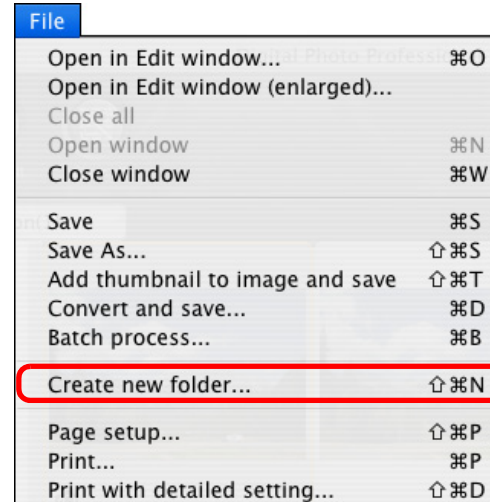 File
Open in Edit window... ⌘O
Open in Edit window (enlarged)...
Close all
Open window ⌘N
Close window ⌘W
Save ⌘S
Save As... ⇧⌘S
Add thumbnail to image and save ⇧⌘T
Convert and save... ⌘D
Batch process... ⌘B
Create new folder... ⇧⌘N
Page setup... ⇧⌘P
Print... ⌘P
Print with detailed setting... ⇧⌘D